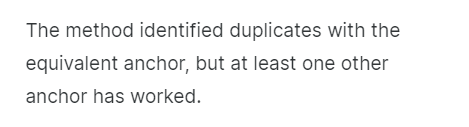 The method identified duplicates with the
equivalent anchor, but at least one other
anchor has worked.